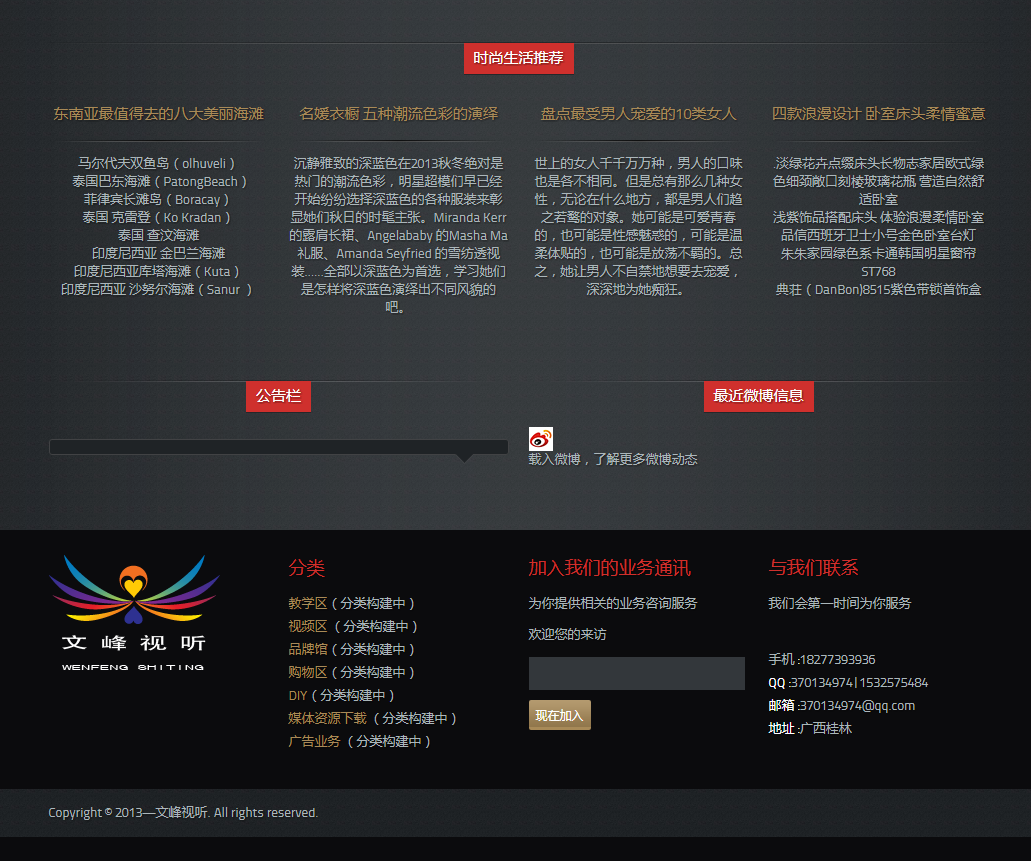 时尚生活推荐
东南亚最值得去的八大美丽海滩
马尔代夫双鱼岛（olhuveli）
泰国巴东海滩（PatongBeach）
菲律宾长滩岛（Boracay）
泰国 克雷登（Ko Kradan）
泰国 查汶海滩
印度尼西亚 金巴兰海滩
印度尼西亚库塔海滩（Kuta）
印度尼西亚 沙努尔海滩（Sanur ）
名媛衣橱 五种潮流色彩的演绎
沉静雅致的深蓝色在2013秋冬绝对是
热门的潮流色彩，明星超模们早已经
开始纷纷选择深蓝色的各种服装来彰
显她们秋日的时髦主张。Miranda Kerr
的露肩长裙、Angelababy 的Masha Ma
礼服、Amanda Seyfried 的雪纺透视
装……全部以深蓝色为首选，学习她们
是怎样将深蓝色演绎出不同风貌的
吧。
盘点最受男人宠爱的10类女人
世上的女人千千万万种，男人的口味
也是各不相同。但是总有那么几种女
性，无论在什么地方，都是男人们趋
之若鹜的对象。她可能是可爱青春
的，也可能是性感魅惑的，可能是温
柔体贴的，也可能是放荡不羁的。总
之，她让男人不自禁地想要去宠爱，
深深地为她痴狂。
四款浪漫设计 卧室床头柔情蜜意
.淡绿花卉点缀床头长物志家居欧式绿
色细颈敞口刻棱玻璃花瓶 营造自然舒
适卧室
浅紫饰品搭配床头 体验浪漫柔情卧室
品信西班牙卫士小号金色卧室台灯
朱朱家园绿色系卡通韩国明星窗帘
ST768
典荘（DanBon)8515紫色带锁首饰盒
公告栏
最近微博信息
载入微博，了解更多微博动态
文峰视听
WENFENG SHITING
分类
教学区（分类构建中）
视频区 （分类构建中）
品牌馆（分类构建中）
购物区（分类构建中）
DIY（分类构建中）
媒体资源下载 （分类构建中）
广告业务 （分类构建中）
加入我们的业务通讯
为你提供相关的业务咨询服务
欢迎您的来访
现在加入
与我们联系
我们会第一时间为你服务
手机 :18277393936
QQ :370134974|1532575484
邮箱 :370134974@qq.com
地址 :广西桂林
Copyright © 2013—文峰视听. All rights reserved.